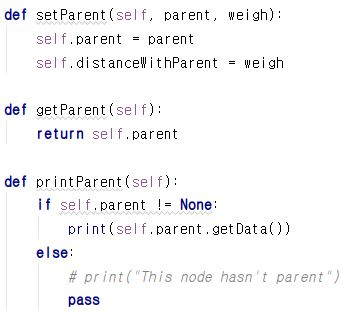 def setParent(self, parent, weigh):
    self.parent = parent
    self.distanceWithParent = weigh
def getParent(self):
    return self.parent
def printParent(self):
    if self.parent != None:
        print(self.parent.getData())
    else:
        # print("This node hasn't parent")
        pass